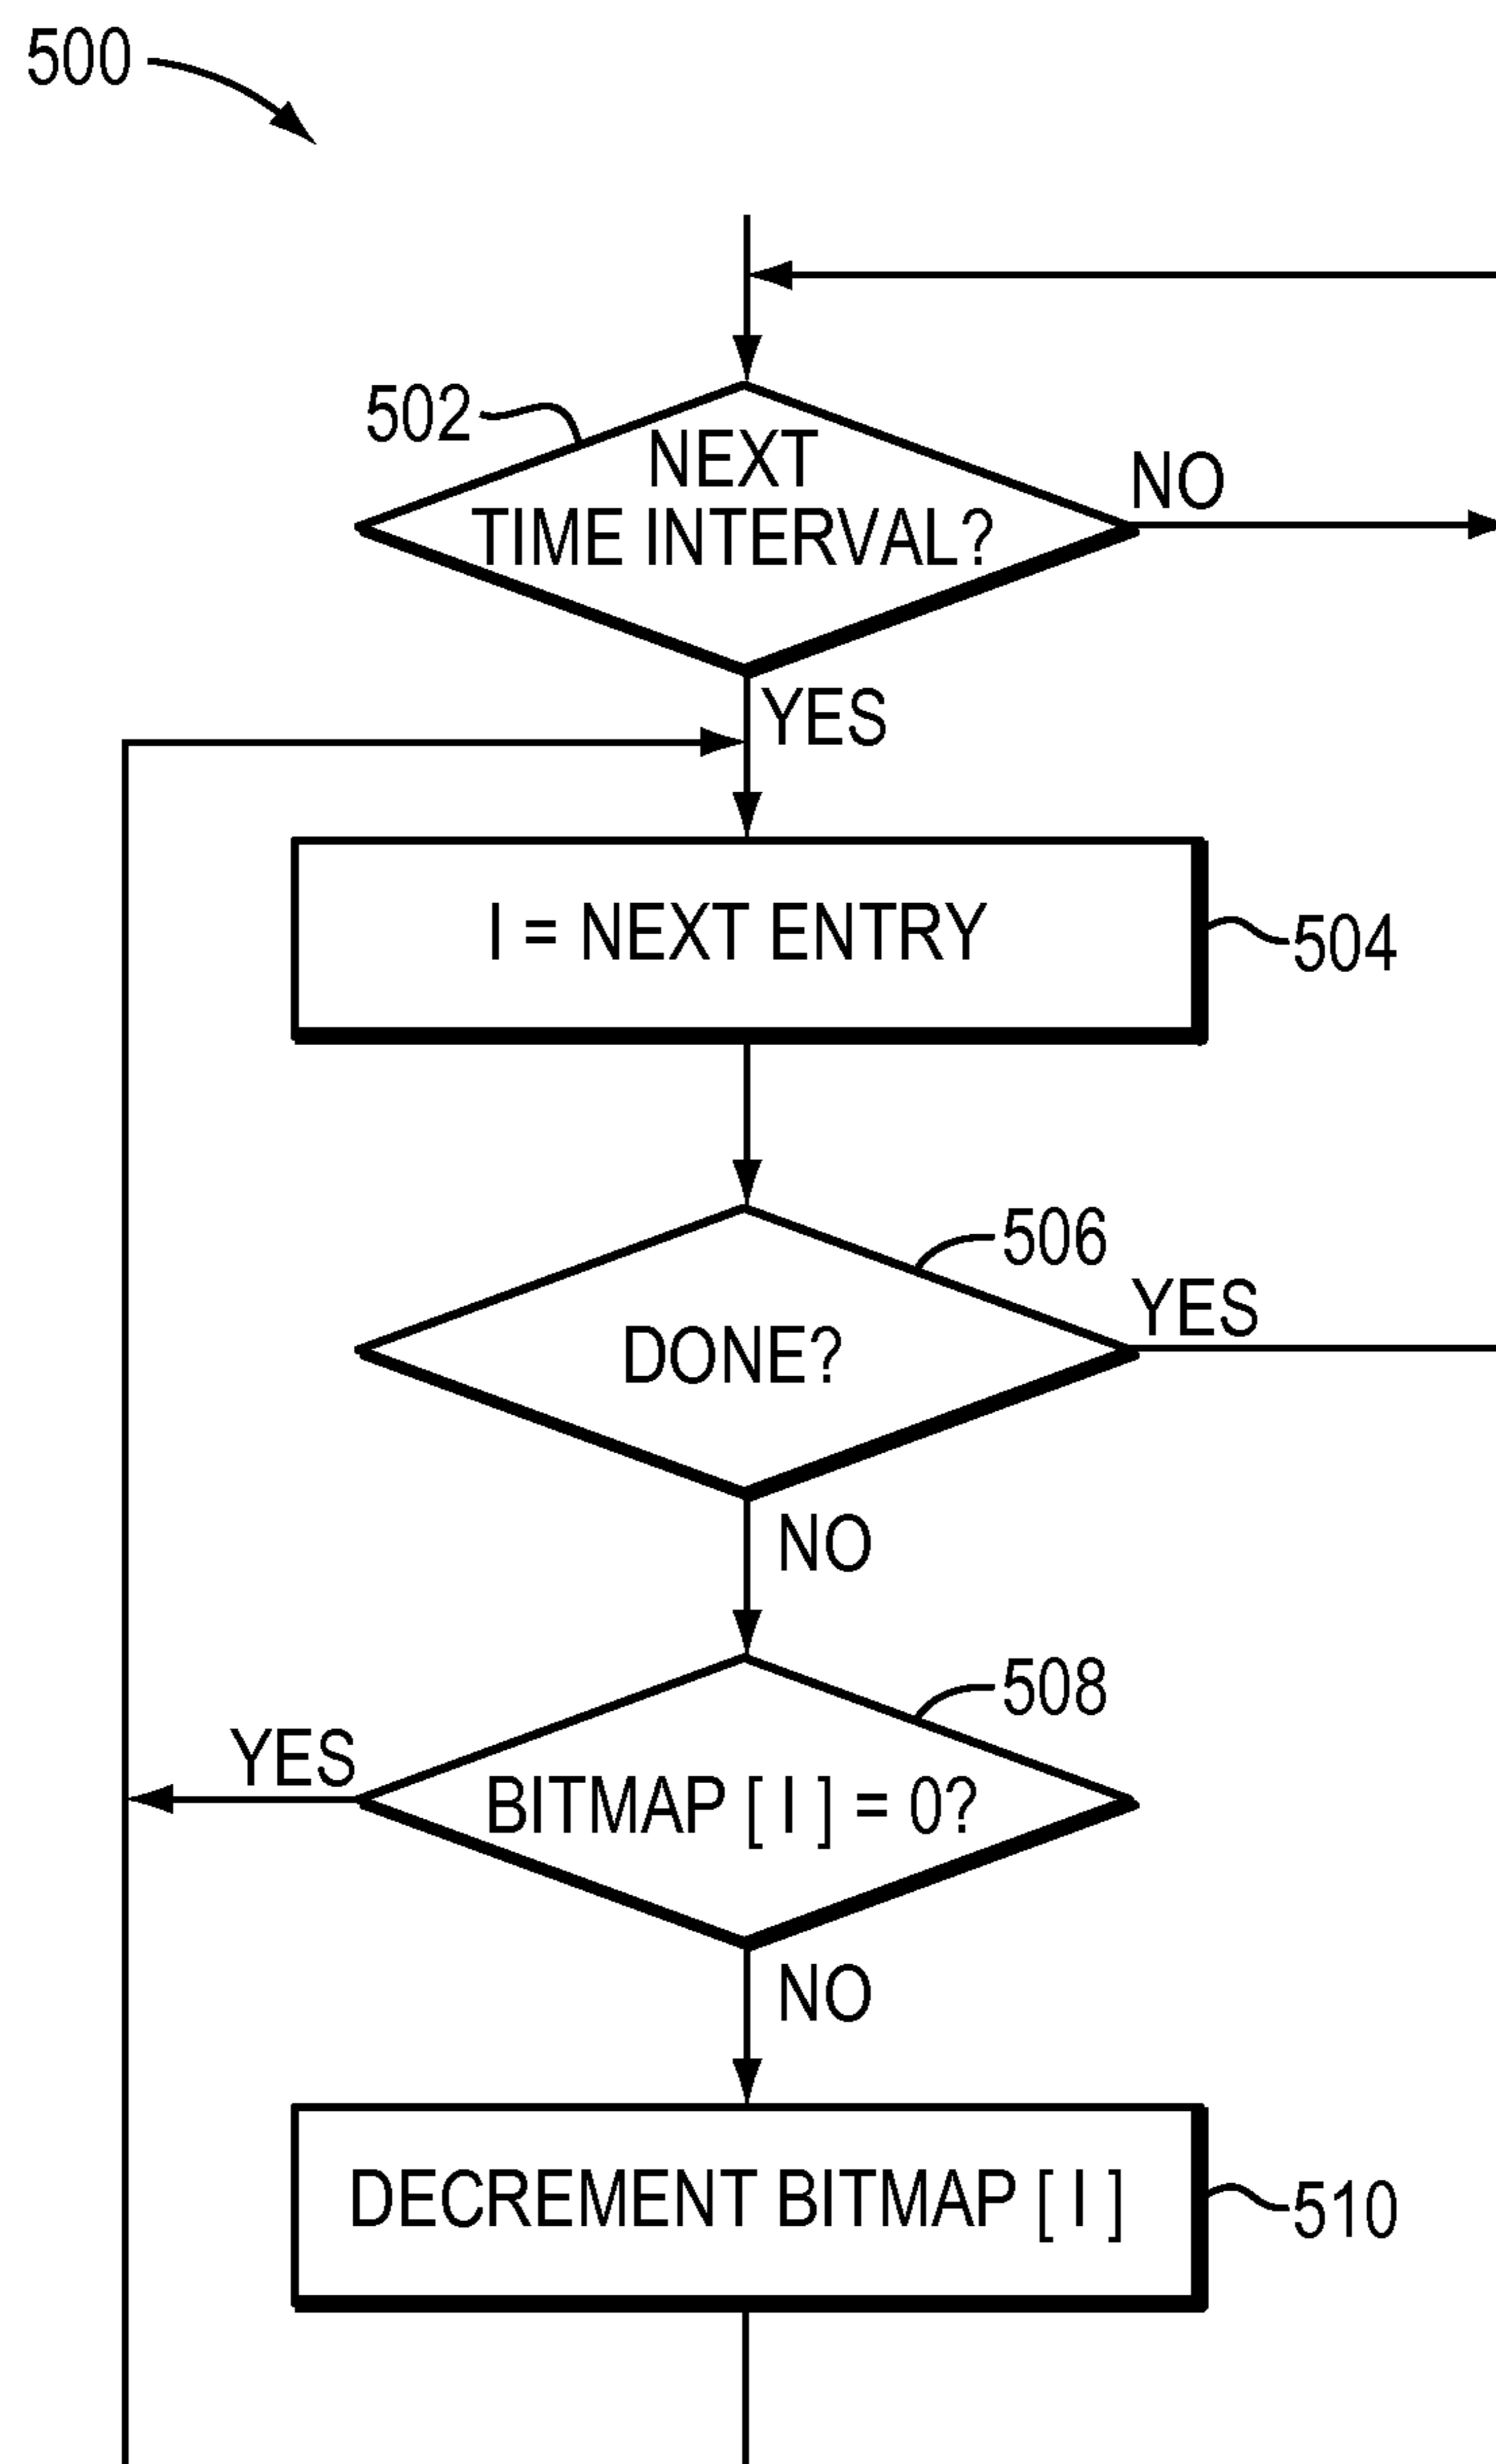 500
502
NEXT
TIME INTERVAL?
NO
YES
I = NEXT ENTRY
504
506
DONE?
YES
NO
508
YES
BITMAP [ I ] = 0?
NO
DECREMENT BITMAP [ I ]
510